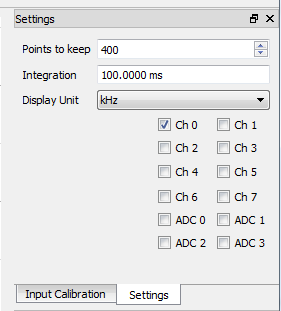 Settings
Points to keep 400
Integration 100.0000 ms
Display Unit kHz
Ch 0 Ch 1
Ch 2 Ch 3
Ch 4 Ch 5
Ch 6 Ch 7
ADC 0 ADC 1
ADC 2 ADC 3
Input Calibration Settings